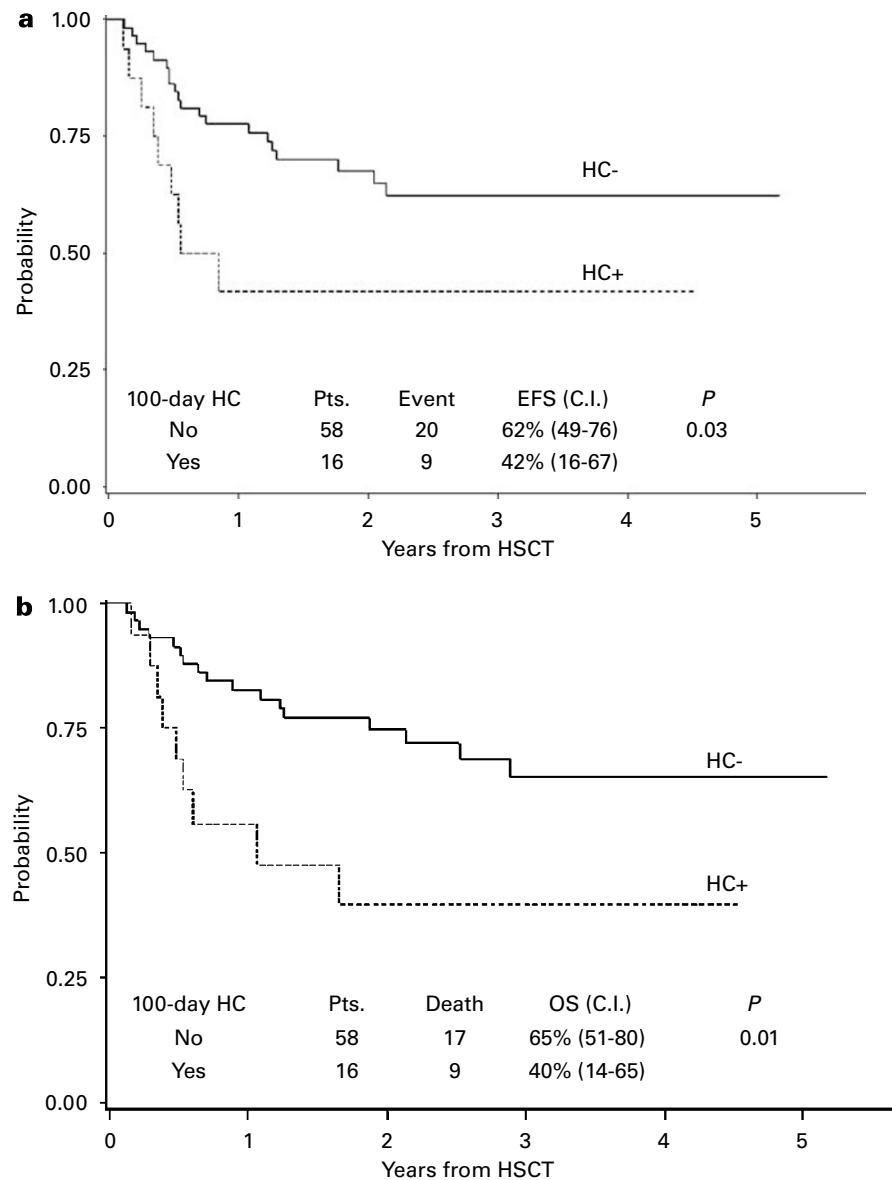 a
1.00
0.75
0.50
0.25
0.00
Probability
HC-
HC+
100-day HC Pts. Event EFS (C.I.) P
No 58 20 62% (49-76) 0.03
Yes 16 9 42% (16-67)
0 1 2 3 4 5
Years from HSCT
b
1.00
0.75
0.50
0.25
0.00
Probability
HC-
HC+
100-day HC Pts. Death OS (C.I.) P
No 58 17 65% (51-80) 0.01
Yes 16 9 40% (14-65)
0 1 2 3 4 5
Years from HSCT